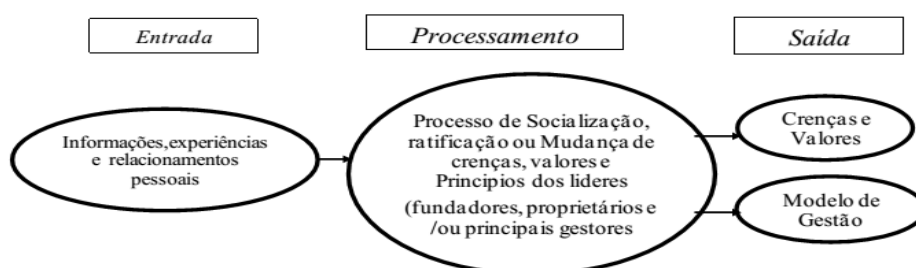 Entrada
Processamento
Saída
Informações,experiências
e relacionamentos
pessoais
Processo de Socialização,
ratificação ou Mudança de
crenças, valores e
Principios dos lideres
(fundadores, proprietários e
/ou principais gestores
Crenças e
Valores
Modelo de
Gestão